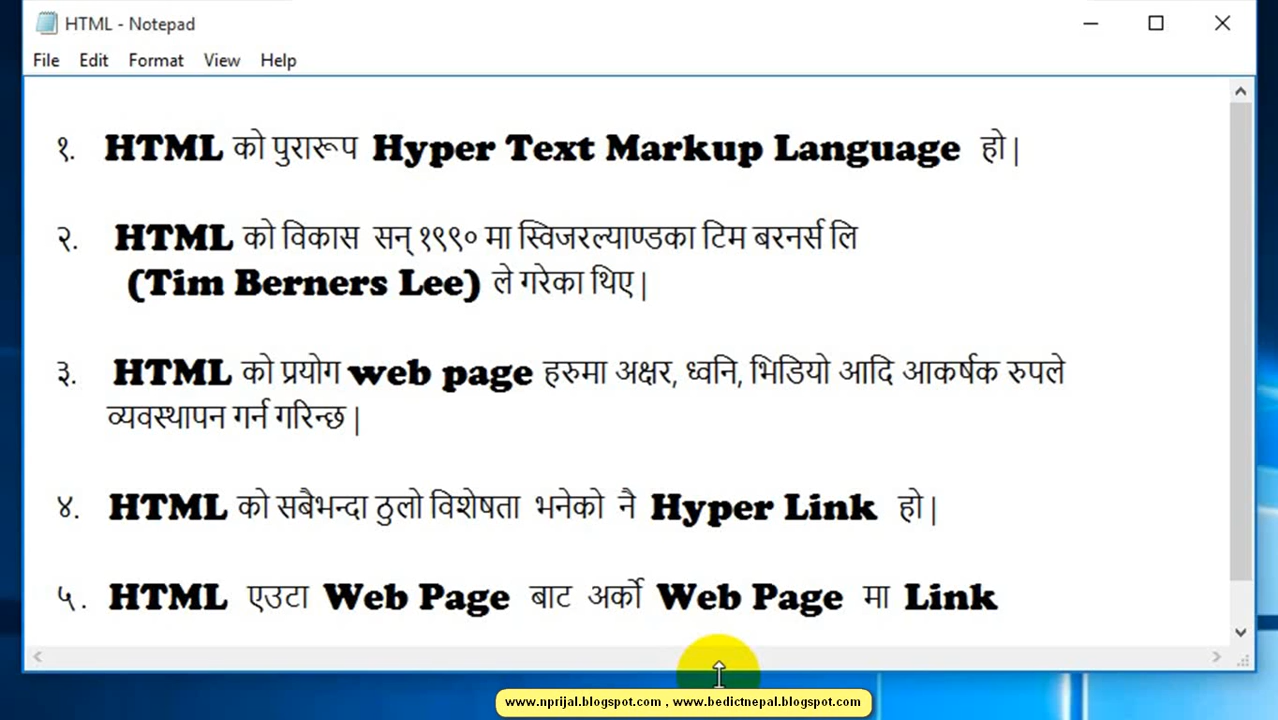 HTML - Notepad
File Edit Format View Help
१. HTML को पुरारूप Hyper Text Markup Language हो |
२. HTML को विकास सन् १९९० मा स्विजरल्याण्डका टिम बरनर्स लि
(Tim Berners Lee) ले गरेका थिए |
३. HTML को प्रयोग web page हरुमा अक्षर, ध्वनि, भिडियो आदि आकर्षक रुपले
व्यवस्थापन गर्न गरिन्छ |
४. HTML को सबैभन्दा ठुलो विशेषता भनेको नै Hyper Link हो |
५. HTML एउटा Web Page बाट अर्को Web Page मा Link
www.nprijal.blogspot.com , www.bedictnepal.blogspot.com